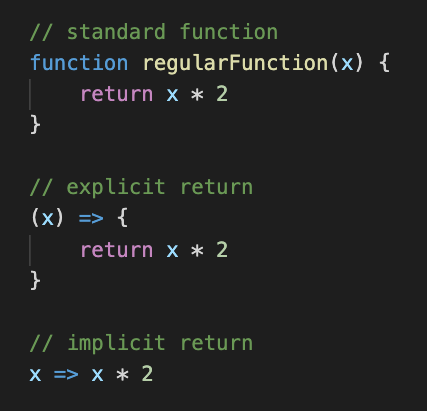 // standard function
function regularFunction(x) {
    return x * 2
}
// explicit return
(x) => {
    return x * 2
}
// implicit return
x => x * 2